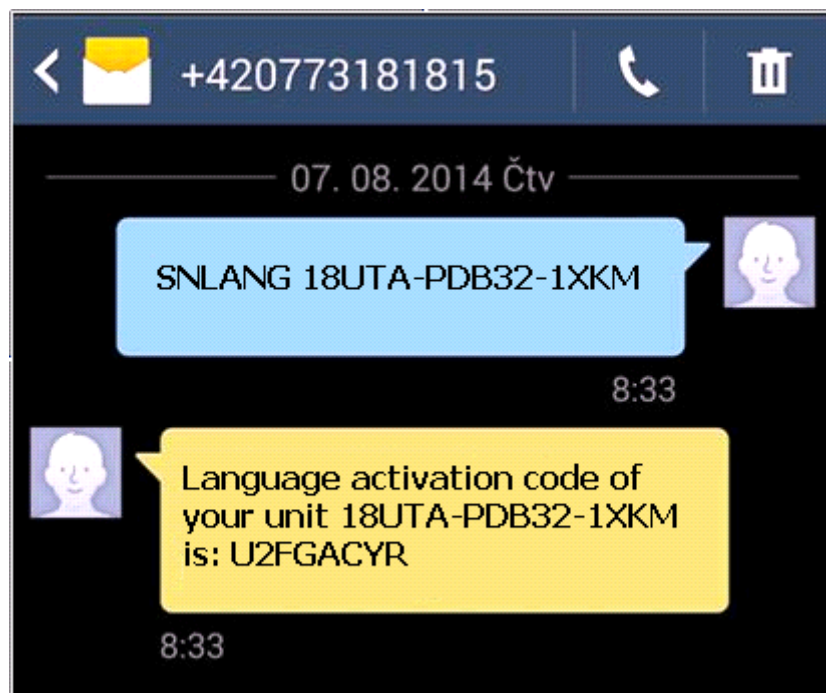 +420773181815
07. 08. 2014 Čtv
SNLANG 18UTA-PDB32-1XKM
8:33
Language activation code of
your unit 18UTA-PDB32-1XKM
is: U2FGACYR
8:33